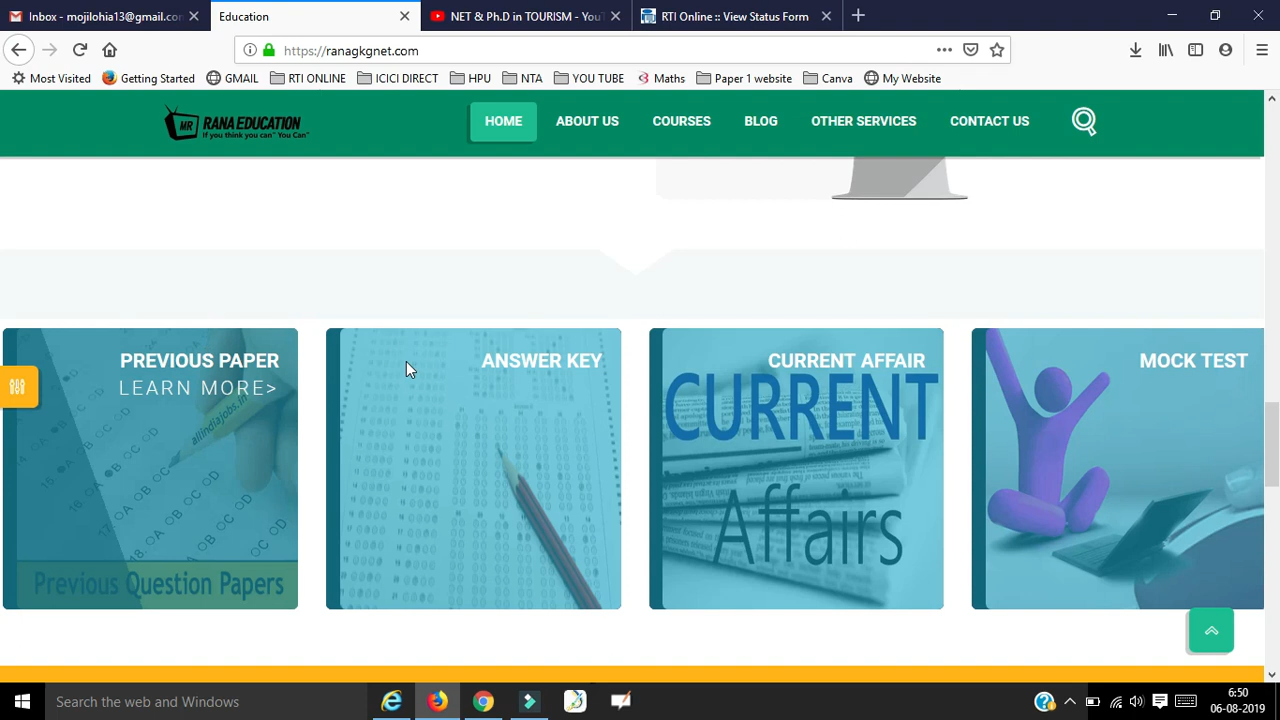 Inbox - mojilohia13@gmail.co
Education
NET & Ph.D in TOURISM - You
RTI Online :: View Status Form
https://ranagkgnet.com
Most Visited
Getting Started
GMAIL
RTI ONLINE
ICICI DIRECT
HPU
NTA
YOU TUBE
Maths
Paper 1 website
Canva
My Website
MR RANA EDUCATION
If you think you can" You Can"
HOME
ABOUT US
COURSES
BLOG
OTHER SERVICES
CONTACT US
PREVIOUS PAPER
LEARN MORE>
allindiajobs.in
Previous Question Papers
ANSWER KEY
CURRENT AFFAIR
CURRENT
Affairs
MOCK TEST
Search the web and Windows
6:50
06-08-2019